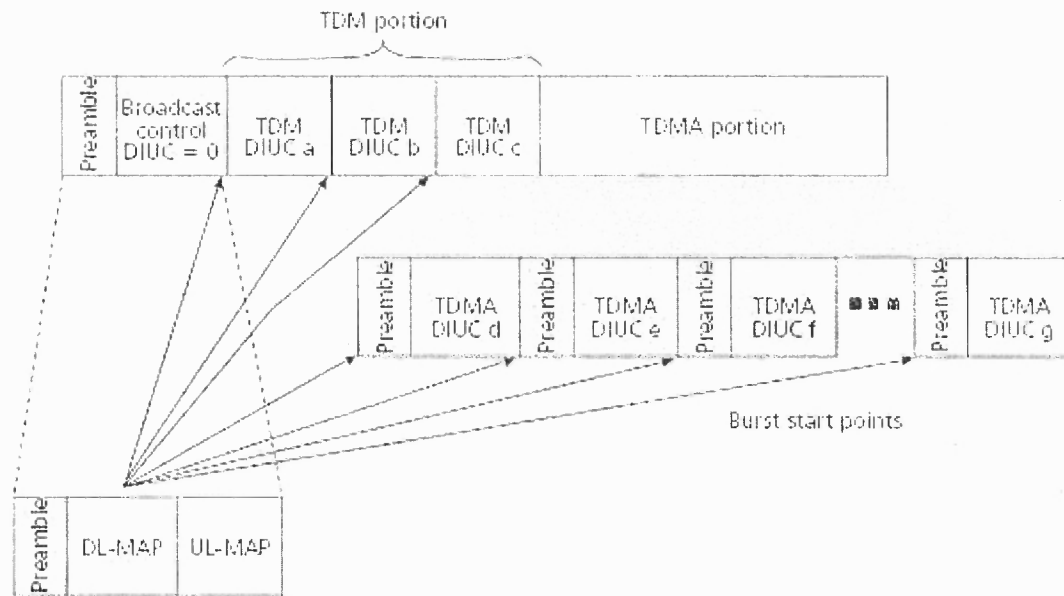 TDM portion
Preamble
Broadcast
control
DIUC = 0
TDM
DIUC a
TDM
DIUC b
TDM
DIUC c
TDMA portion
Preamble
TDMA
DIUC d
Preamble
TDMA
DIUC e
Preamble
TDMA
DIUC f
Preamble
TDMA
DIUC g
Burst start points
Preamble
DL-MAP
UL-MAP